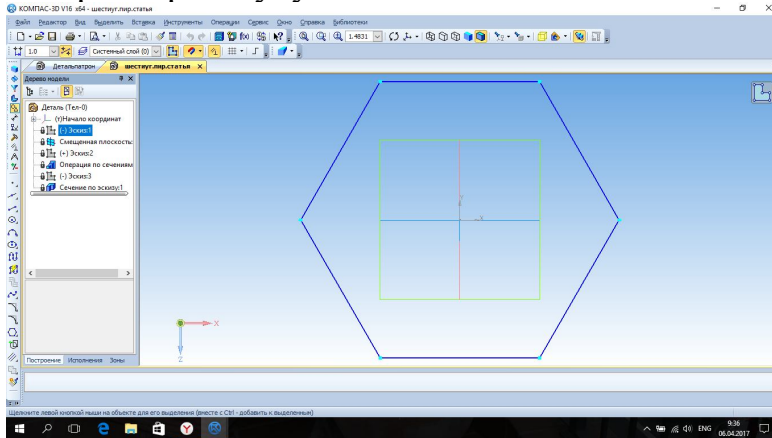 КОМПАС-3D V16 x64 - шестиуг.пир.статья
Файл Редактор Вид Выделить Вставка Инструменты Операции Сервис Окно Справка Библиотеки
1.4831
1.0 Системный слой (0)
Детальпатрон шестиуг.пир.статья X
Дерево модели
Деталь (Тел-0)
(т)Начало координат
(-) Эскиз:1
Смещенная плоскость:
(+) Эскиз:2
Операция по сечениям
(-) Эскиз:3
Сечение по эскизу:1
X
Z
Построение Исполнения Зоны
Щелкните левой кнопкой мыши на объекте для его выделения (вместе с Ctrl - добавить к выделенным)
ENG 9:36
06.04.2017